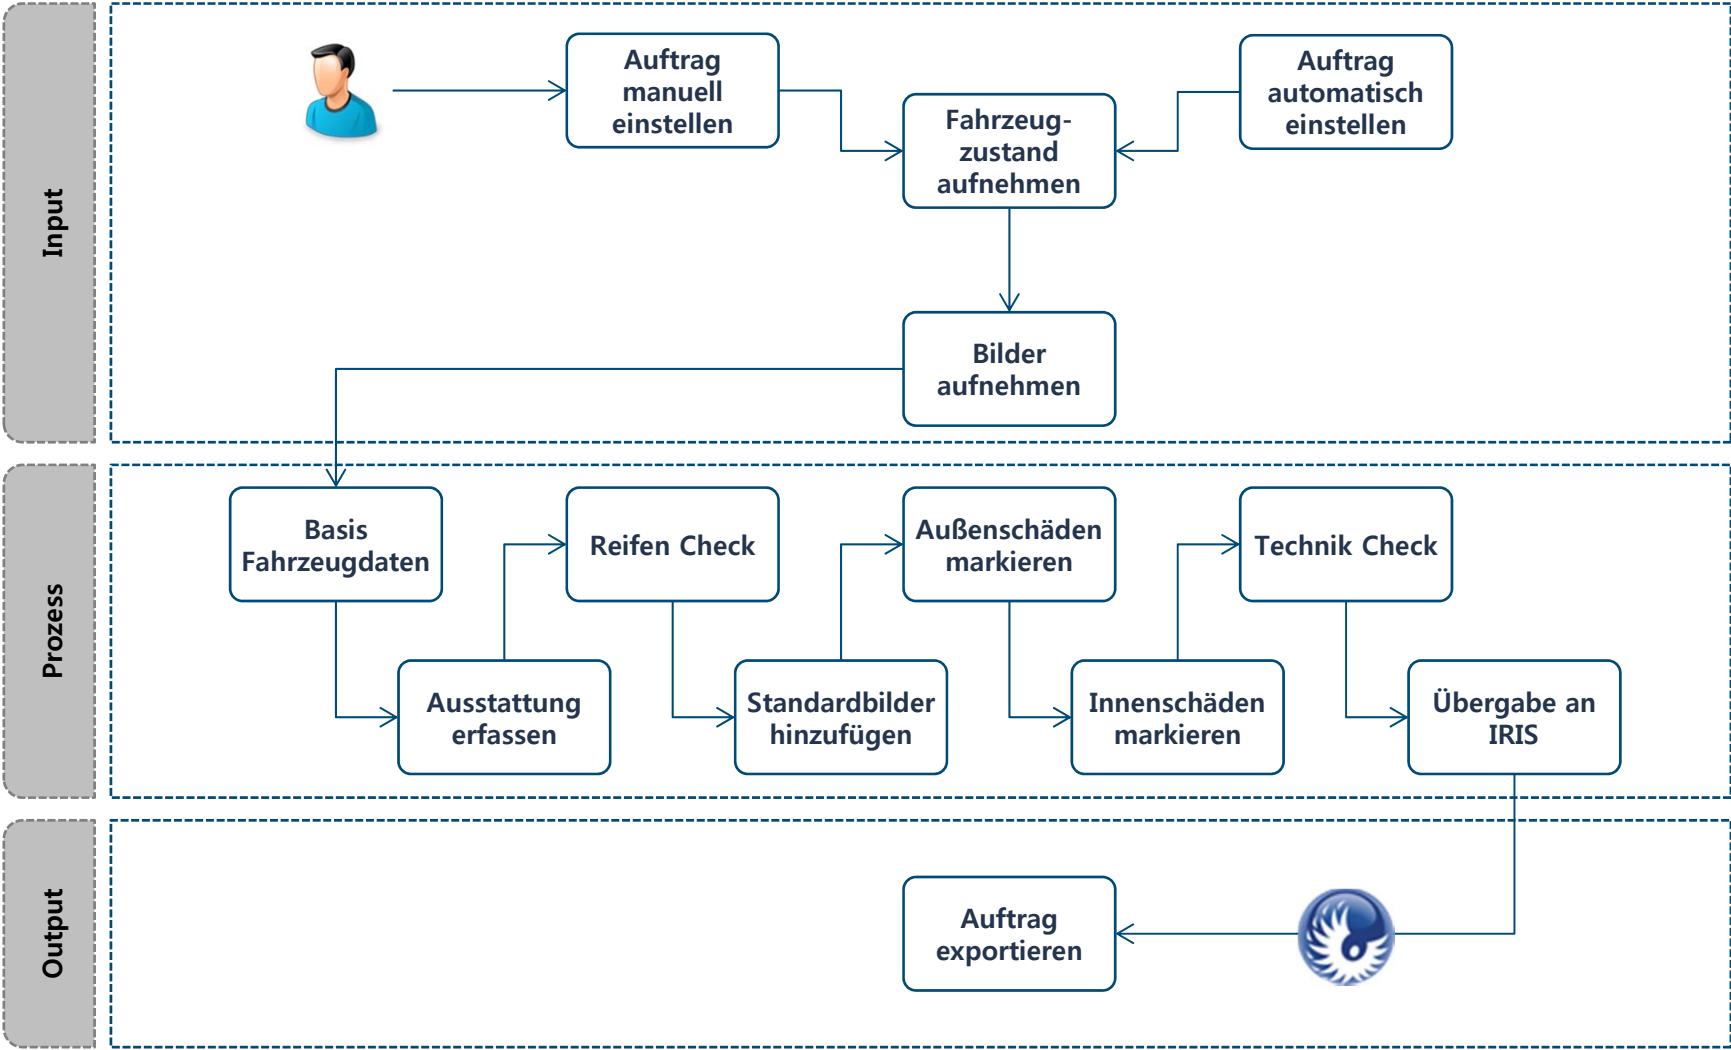 Input
Auftrag
manuell
einstellen
Fahrzeug-
zustand
aufnehmen
Auftrag
automatisch
einstellen
Bilder
aufnehmen
Prozess
Basis
Fahrzeugdaten
Ausstattung
erfassen
Reifen Check
Standardbilder
hinzufügen
Außenschäden
markieren
Innenschäden
markieren
Technik Check
Übergabe an
IRIS
Output
Auftrag
exportieren